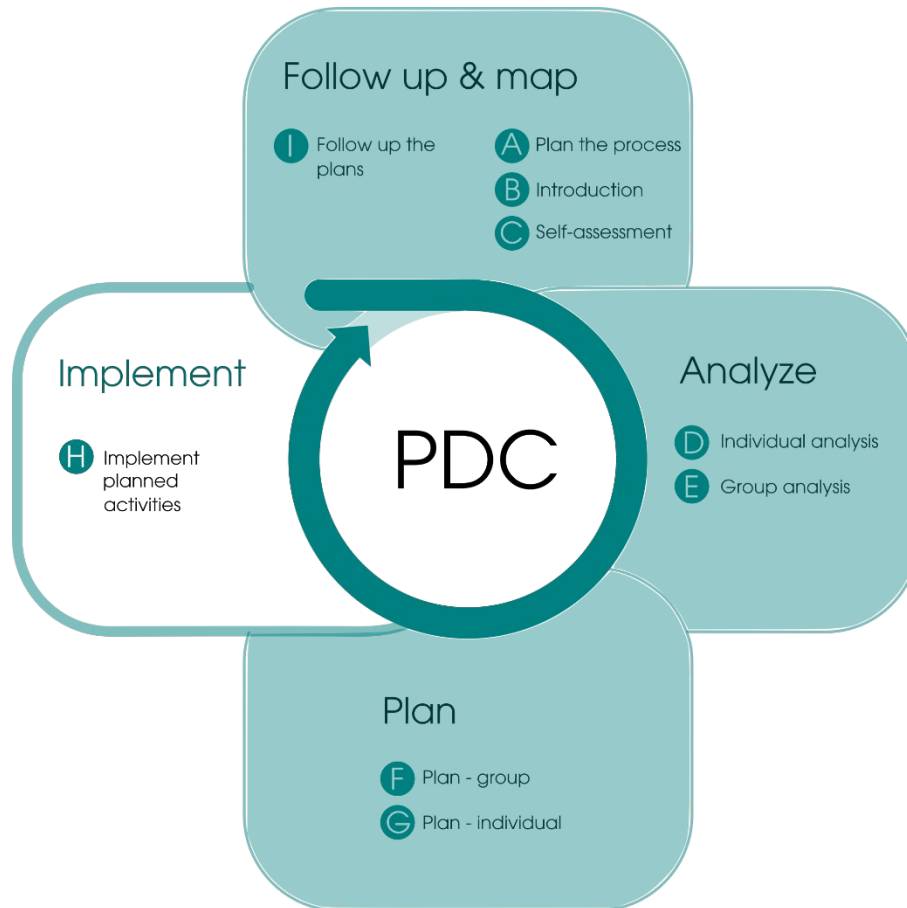 Follow up & map
I Follow up the
plans
A Plan the process
B Introduction
C Self-assessment
Implement
H Implement
planned
activities
PDC
Analyze
D Individual analysis
E Group analysis
Plan
F Plan - group
G Plan - individual